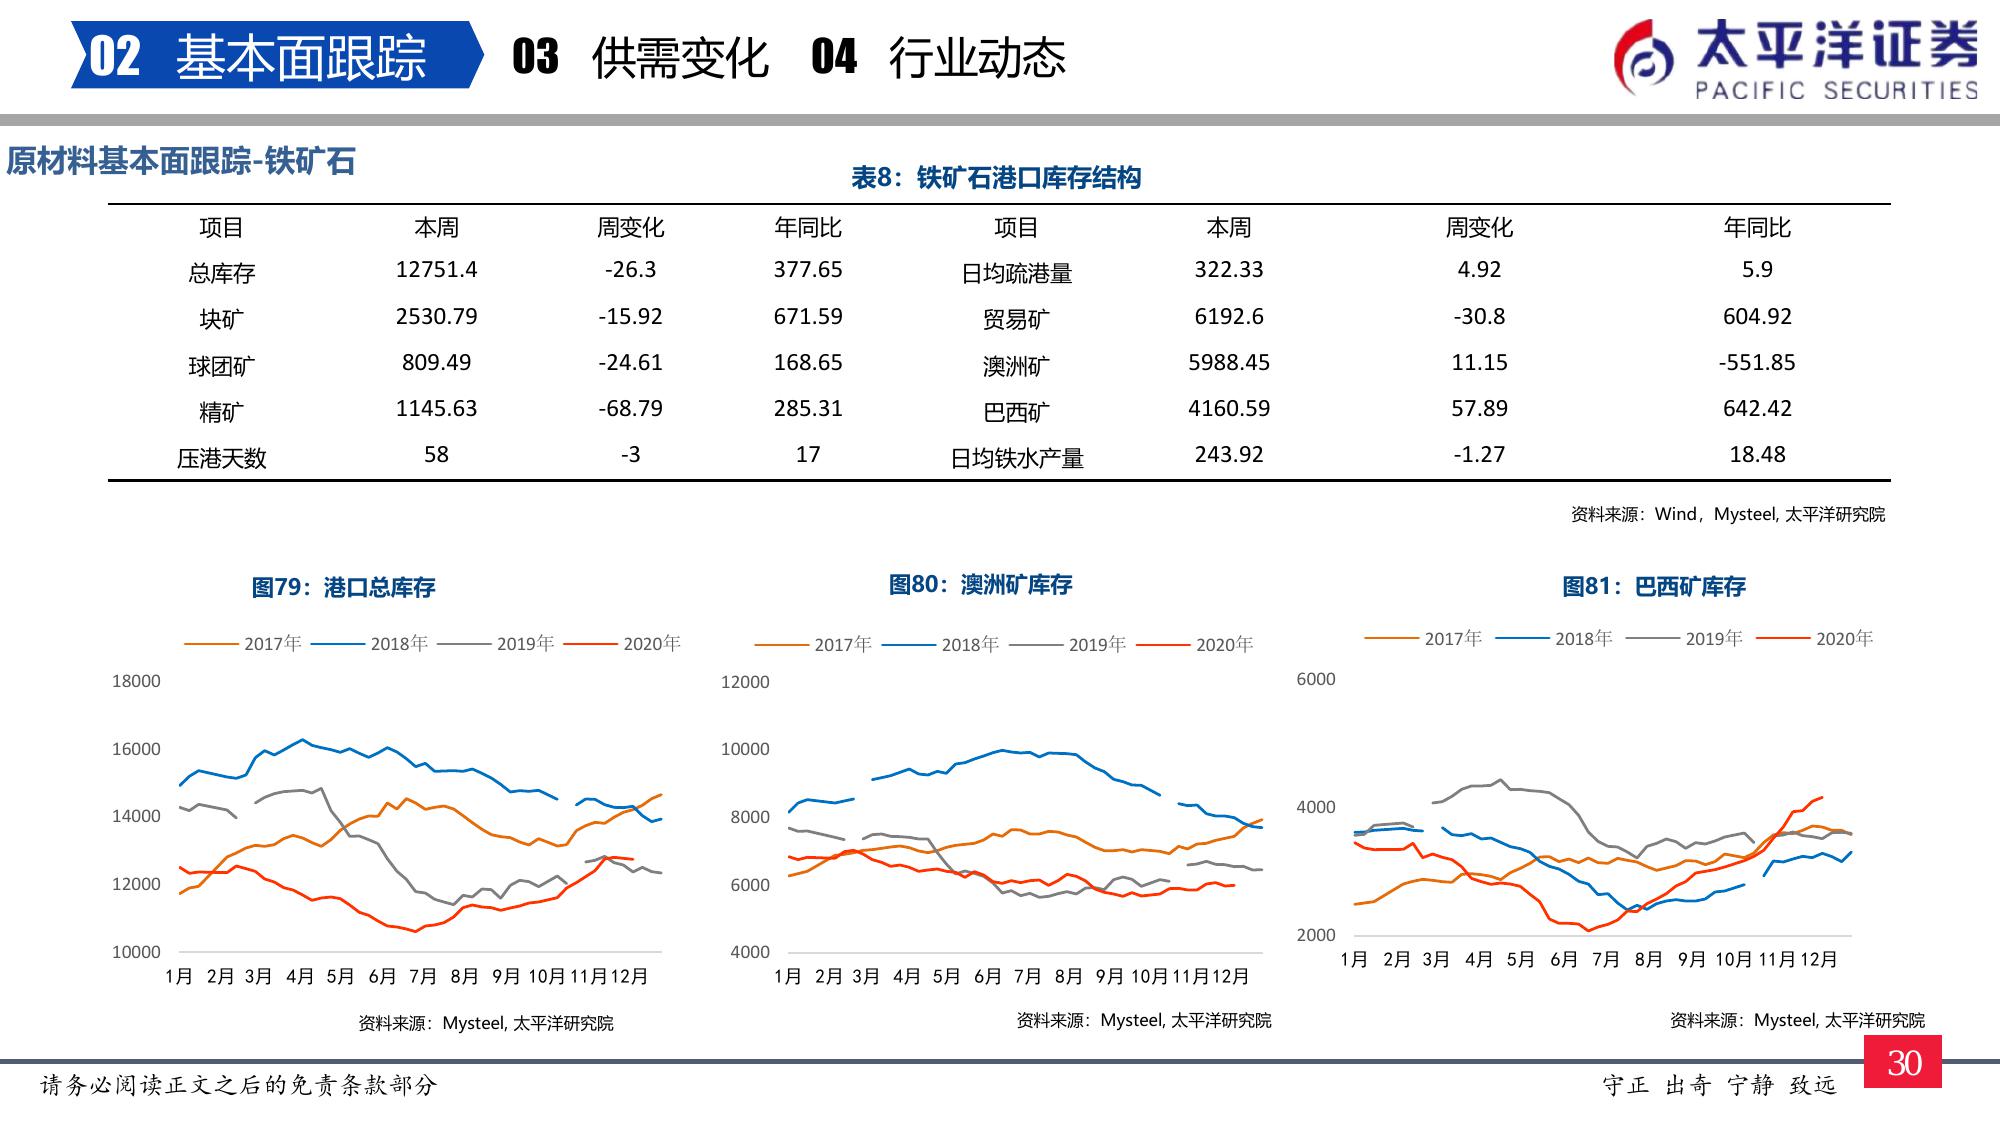 02 基本面跟踪 03 供需变化 04 行业动态
太平洋证券
PACIFIC SECURITIES
原材料基本面跟踪-铁矿石
表8：铁矿石港口库存结构
项目 本周 周变化 年同比 项目 本周 周变化 年同比
总库存 12751.4 -26.3 377.65 日均疏港量 322.33 4.92 5.9
块矿 2530.79 -15.92 671.59 贸易矿 6192.6 -30.8 604.92
球团矿 809.49 -24.61 168.65 澳洲矿 5988.45 11.15 -551.85
精矿 1145.63 -68.79 285.31 巴西矿 4160.59 57.89 642.42
压港天数 58 -3 17 日均铁水产量 243.92 -1.27 18.48
资料来源：Wind，Mysteel, 太平洋研究院
图79：港口总库存
2017年 2018年 2019年 2020年
18000
16000
14000
12000
10000
1月 2月 3月 4月 5月 6月 7月 8月 9月 10月 11月 12月
资料来源：Mysteel, 太平洋研究院
图80：澳洲矿库存
2017年 2018年 2019年 2020年
12000
10000
8000
6000
4000
1月 2月 3月 4月 5月 6月 7月 8月 9月 10月 11月 12月
资料来源：Mysteel, 太平洋研究院
图81：巴西矿库存
2017年 2018年 2019年 2020年
6000
4000
2000
1月 2月 3月 4月 5月 6月 7月 8月 9月 10月 11月 12月
资料来源：Mysteel, 太平洋研究院
请务必阅读正文之后的免责条款部分
守正 出奇 宁静 致远
30